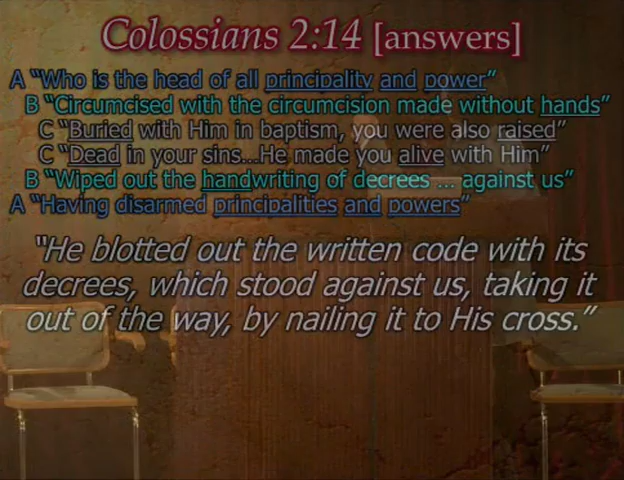 Colossians 2:14 [answers]
A “Who is the head of all principality and power”
B “Circumcised with the circumcision made without hands”
C “Buried with Him in baptism, you were also raised”
C “Dead in your sins...He made you alive with Him”
B “Wiped out the handwriting of decrees ... against us”
A “Having disarmed principalities and powers”
“He blotted out the written code with its
decrees, which stood against us, taking it
out of the way, by nailing it to His cross.”